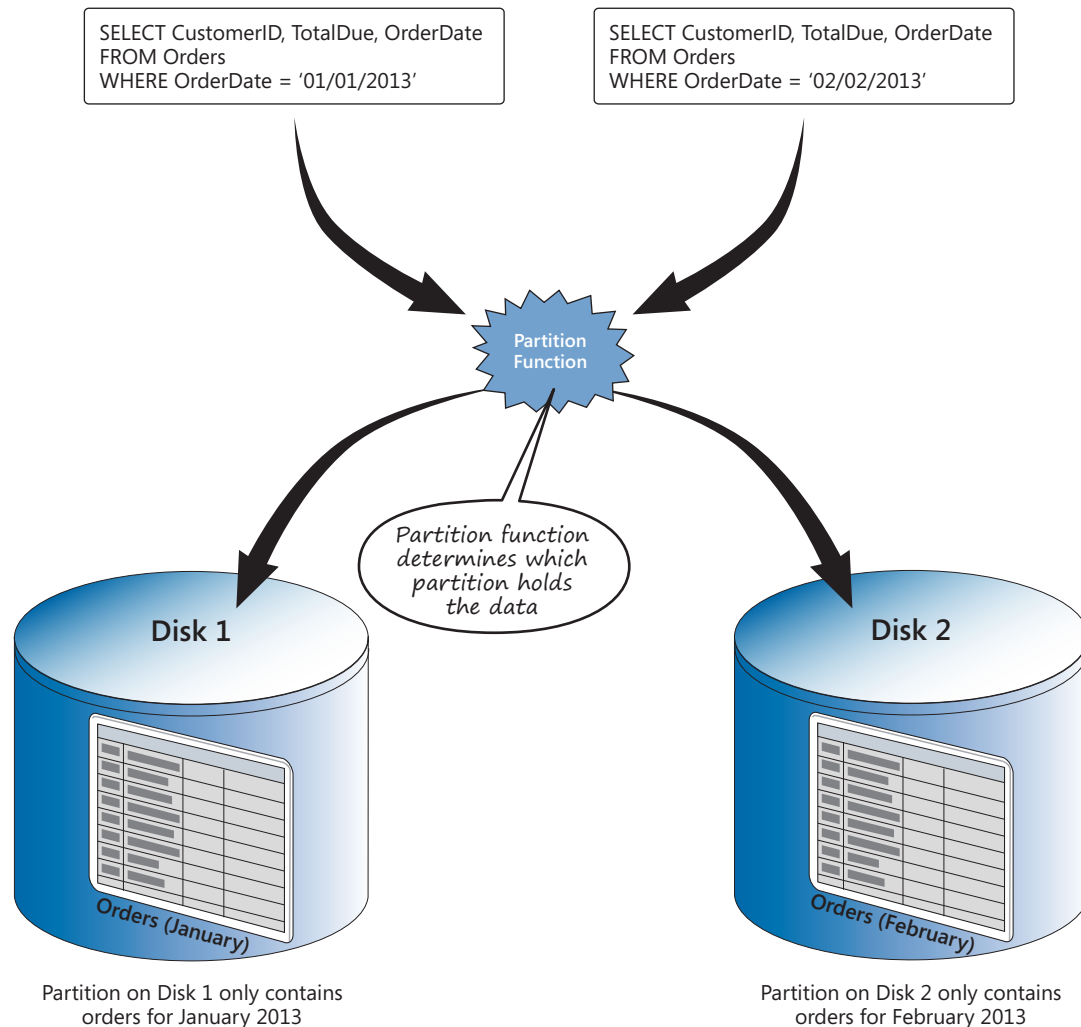 SELECT CustomerID, TotalDue, OrderDate
FROM Orders
WHERE OrderDate = ‘01/01/2013’
SELECT CustomerID, TotalDue, OrderDate
FROM Orders
WHERE OrderDate = ‘02/02/2013’
Partition
Function
Partition function
determines which
partition holds
the data
Disk 1
Disk 2
Orders (January)
Orders (February)
Partition on Disk 1 only contains
orders for January 2013
Partition on Disk 2 only contains
orders for February 2013